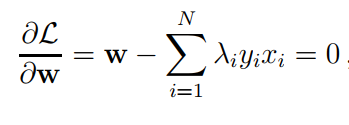 ∂ℒ/∂𝐰 = 𝐰 − ∑_{i=1}^{N} λ_i y_i x_i = 0 ,